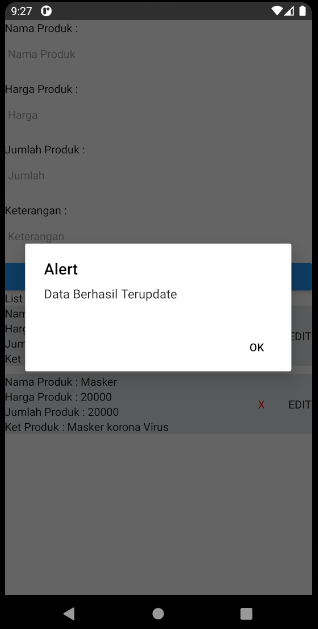 9:27
Nama Produk :
Nama Produk
Harga Produk :
Harga
Jumlah Produk :
Jumlah
Keterangan :
Keterangan
Alert
Data Berhasil Terupdate
OK
List
Nam
Harg
Jum
Ket
EDIT
Nama Produk : Masker
Harga Produk : 20000
Jumlah Produk : 20000
Ket Produk : Masker korona Virus
X
EDIT